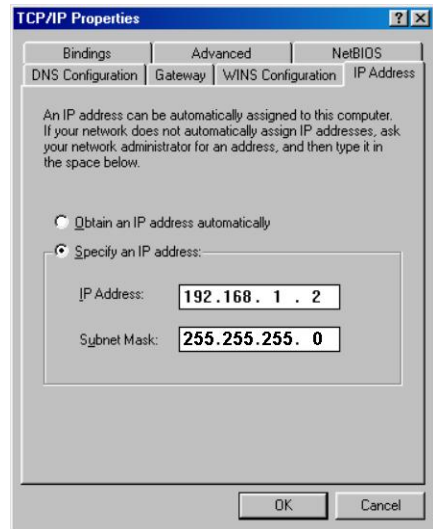 TCP/IP Properties
Bindings Advanced NetBIOS
DNS Configuration Gateway WINS Configuration IP Address
An IP address can be automatically assigned to this computer.
If your network does not automatically assign IP addresses, ask
your network administrator for an address, and then type it in
the space below.
Obtain an IP address automatically
Specify an IP address:
IP Address: 192.168. 1 . 2
Subnet Mask: 255.255.255. 0
OK Cancel